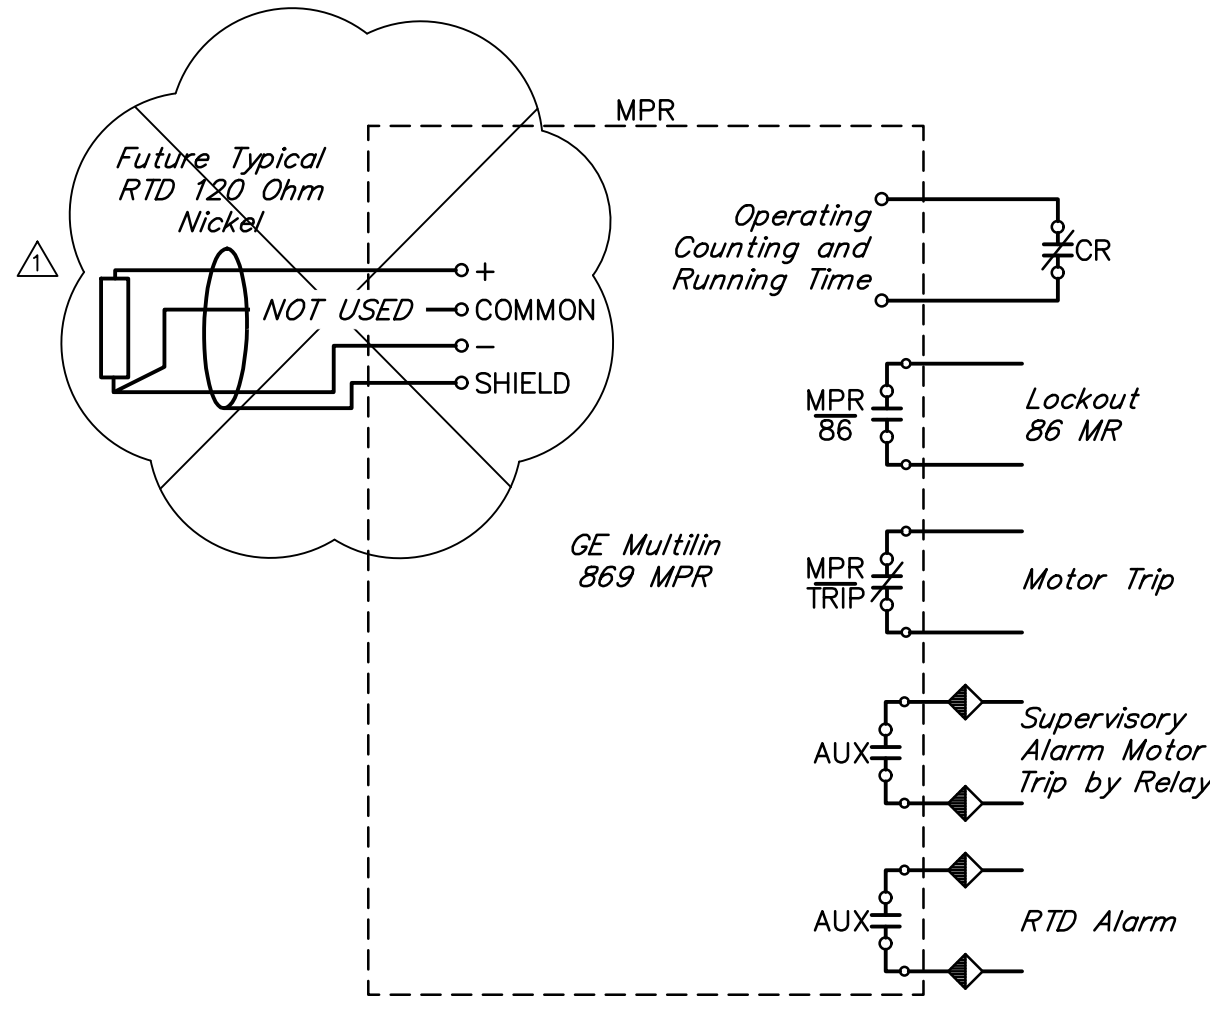 MPR
Future Typical
RTD 120 Ohm
Nickel
1
+
NOT USED
COMMON
−
SHIELD
Operating
Counting and
Running Time
CR
MPR
86
Lockout
86 MR
GE Multilin
869 MPR
MPR
TRIP
Motor Trip
AUX
Supervisory
Alarm Motor
Trip by Relay
AUX
RTD Alarm